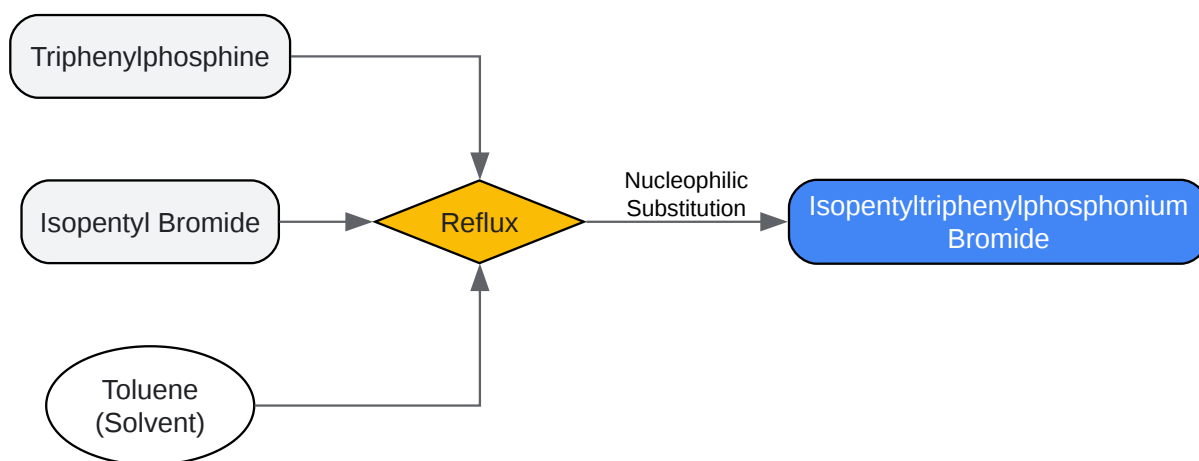 Triphenylphosphine
Isopentyl Bromide
Reflux
Nucleophilic
Substitution
Isopentyltriphenylphosphonium
Bromide
Toluene
(Solvent)